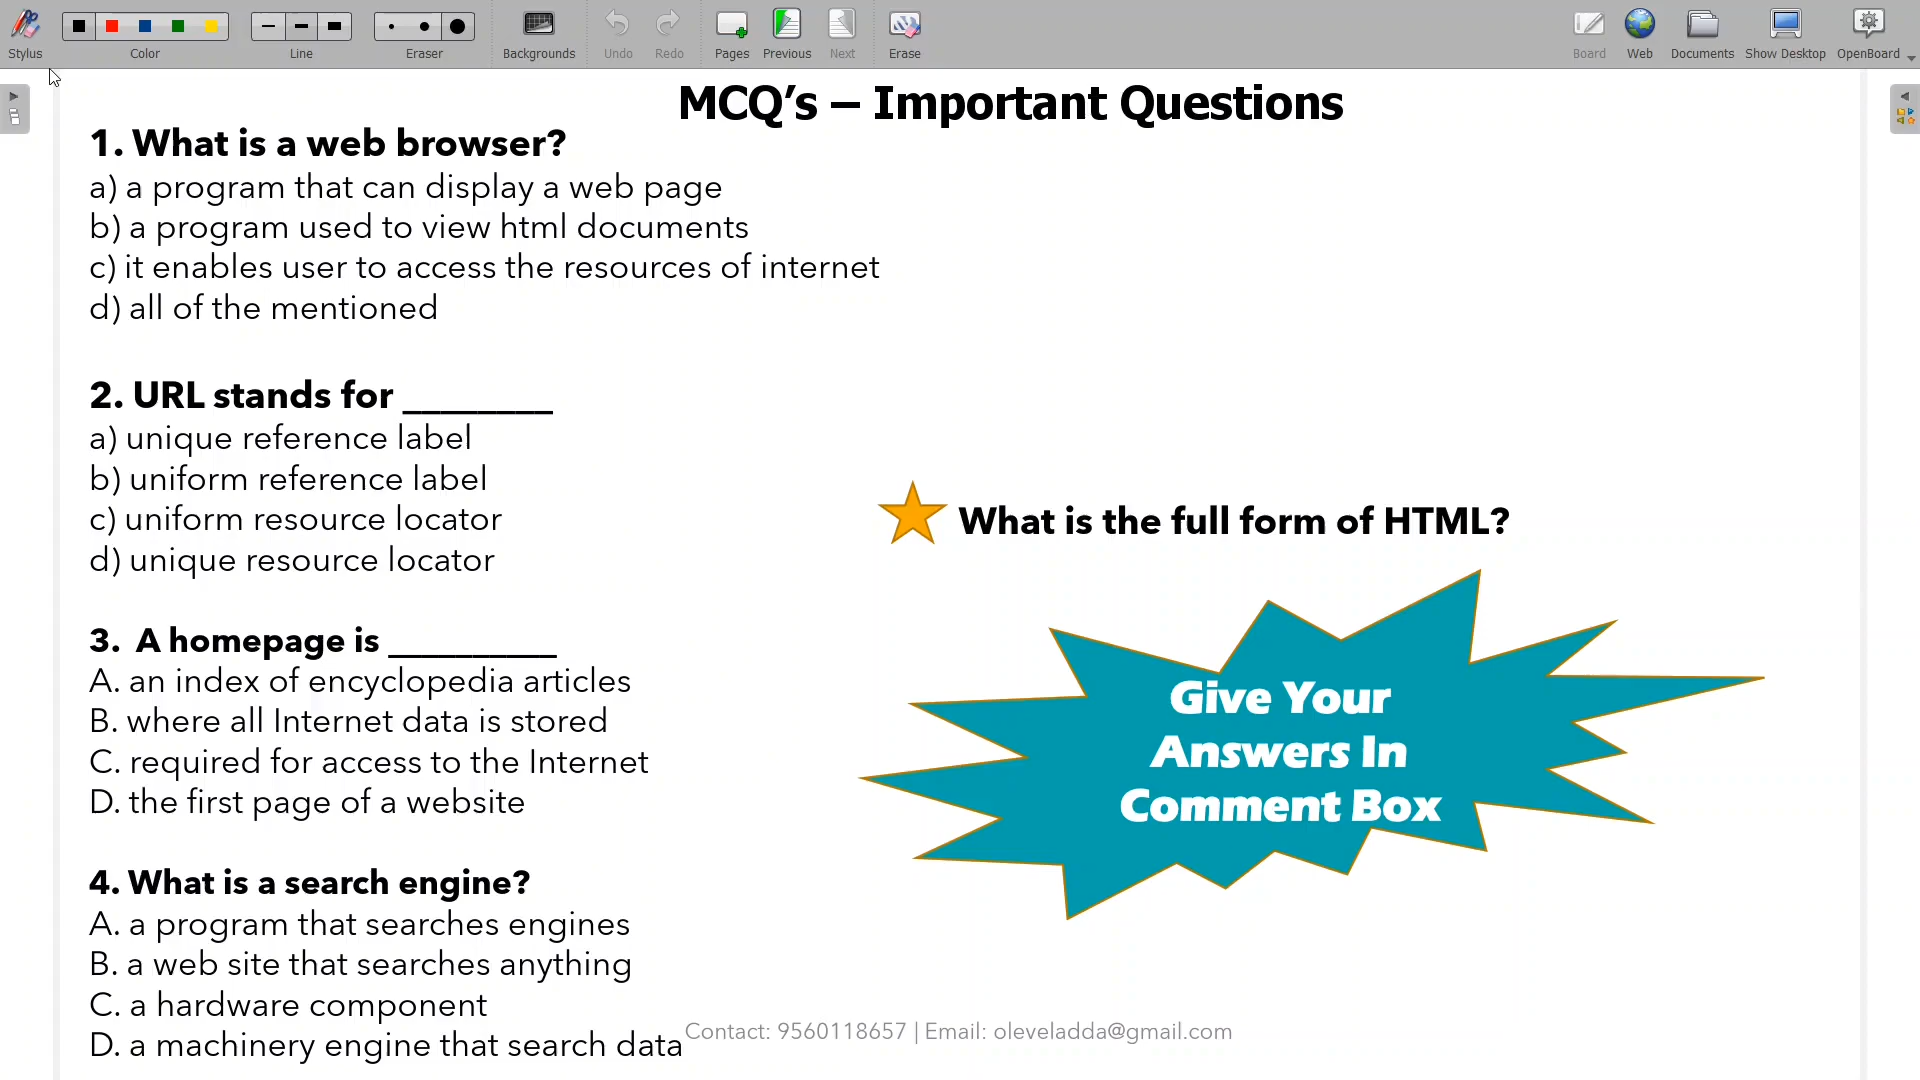 Stylus
Color
Line
Eraser
Backgrounds
Undo
Redo
Pages
Previous
Next
Erase
Board
Web
Documents
Show Desktop
OpenBoard
MCQ’s – Important Questions
1. What is a web browser?
a) a program that can display a web page
b) a program used to view html documents
c) it enables user to access the resources of internet
d) all of the mentioned
2. URL stands for ________
a) unique reference label
b) uniform reference label
c) uniform resource locator
d) unique resource locator
3. A homepage is _________
A. an index of encyclopedia articles
B. where all Internet data is stored
C. required for access to the Internet
D. the first page of a website
4. What is a search engine?
A. a program that searches engines
B. a web site that searches anything
C. a hardware component
D. a machinery engine that search data
What is the full form of HTML?
Give Your
Answers In
Comment Box
Contact: 9560118657 | Email: oleveladda@gmail.com